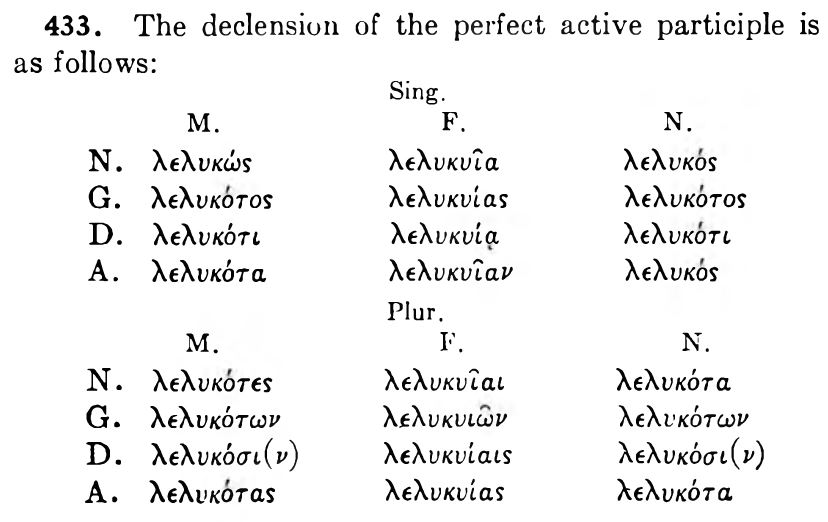 433. The declension of the perfect active participle is
as follows:
Sing.
M. F. N.
N. λελυκώς λελυκυῖα λελυκός
G. λελυκότος λελυκυίας λελυκότος
D. λελυκότι λελυκυίᾳ λελυκότι
A. λελυκότα λελυκυῖαν λελυκός
Plur.
M. F. N.
N. λελυκότες λελυκυῖαι λελυκότα
G. λελυκότων λελυκυιῶν λελυκότων
D. λελυκόσι(ν) λελυκυίαις λελυκόσι(ν)
A. λελυκότας λελυκυίας λελυκότα